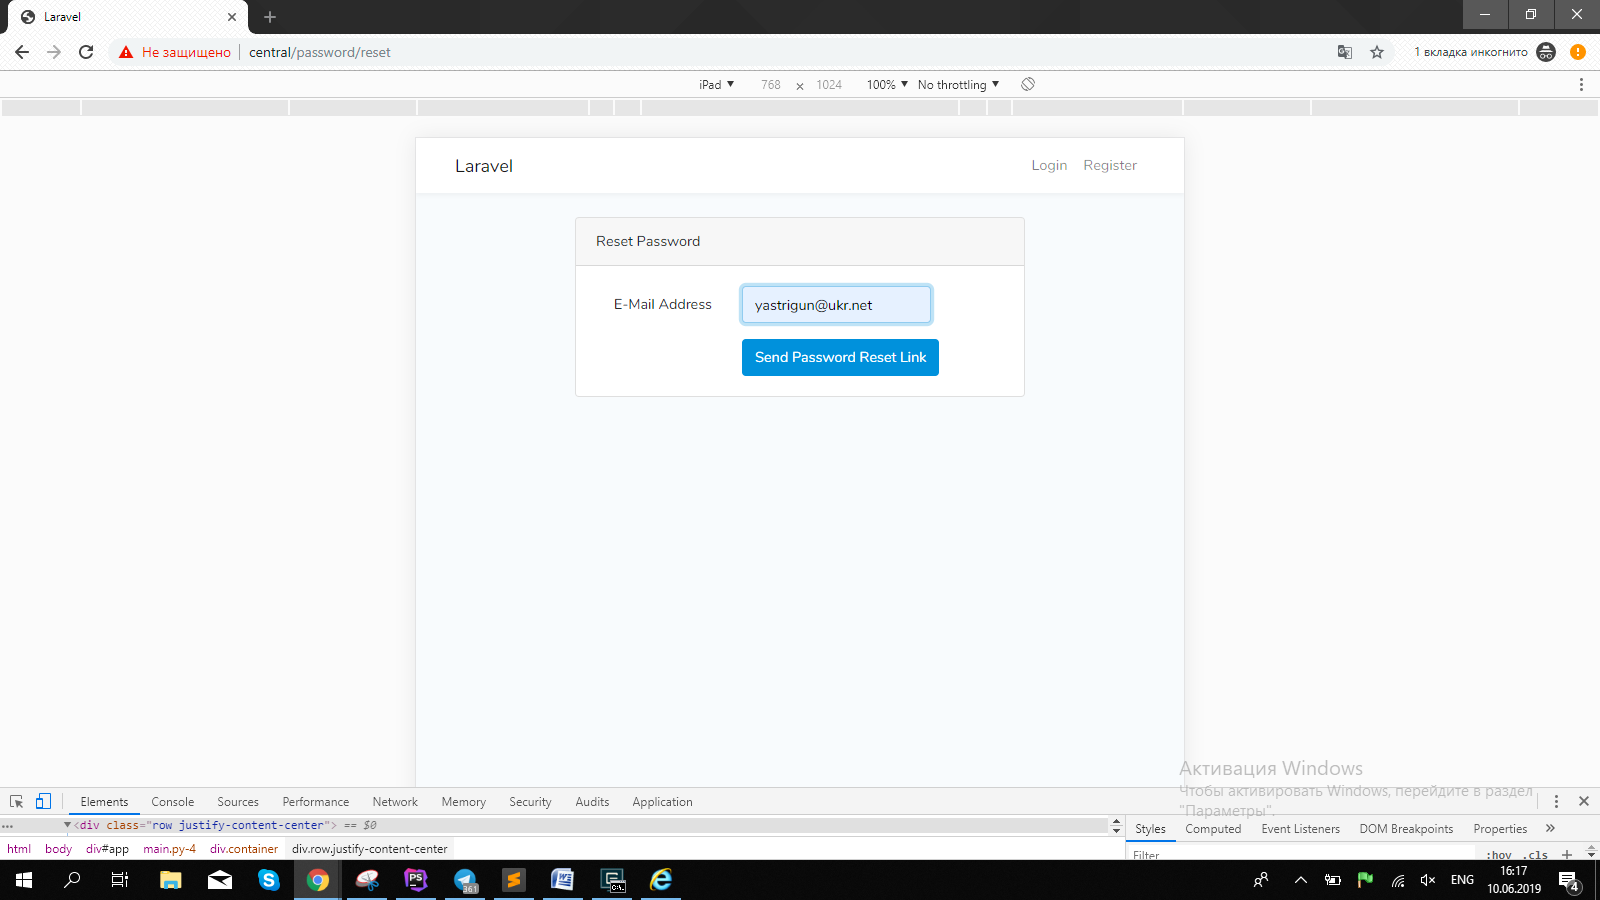 Laravel
Не защищено central/password/reset
1 вкладка инкогнито
iPad 768 × 1024 100% No throttling
Laravel
Login Register
Reset Password
E-Mail Address yastrigun@ukr.net
Send Password Reset Link
Активация Windows
Чтобы активировать Windows, перейдите в раздел
"Параметры".
Elements Console Sources Performance Network Memory Security Audits Application
... <div class="row justify-content-center"> == $0
html body div#app main.py-4 div.container div.row.justify-content-center
Styles Computed Event Listeners DOM Breakpoints Properties »
Filter :hov .cls +
PS 361 C:\. ENG 16:17
10.06.2019
4